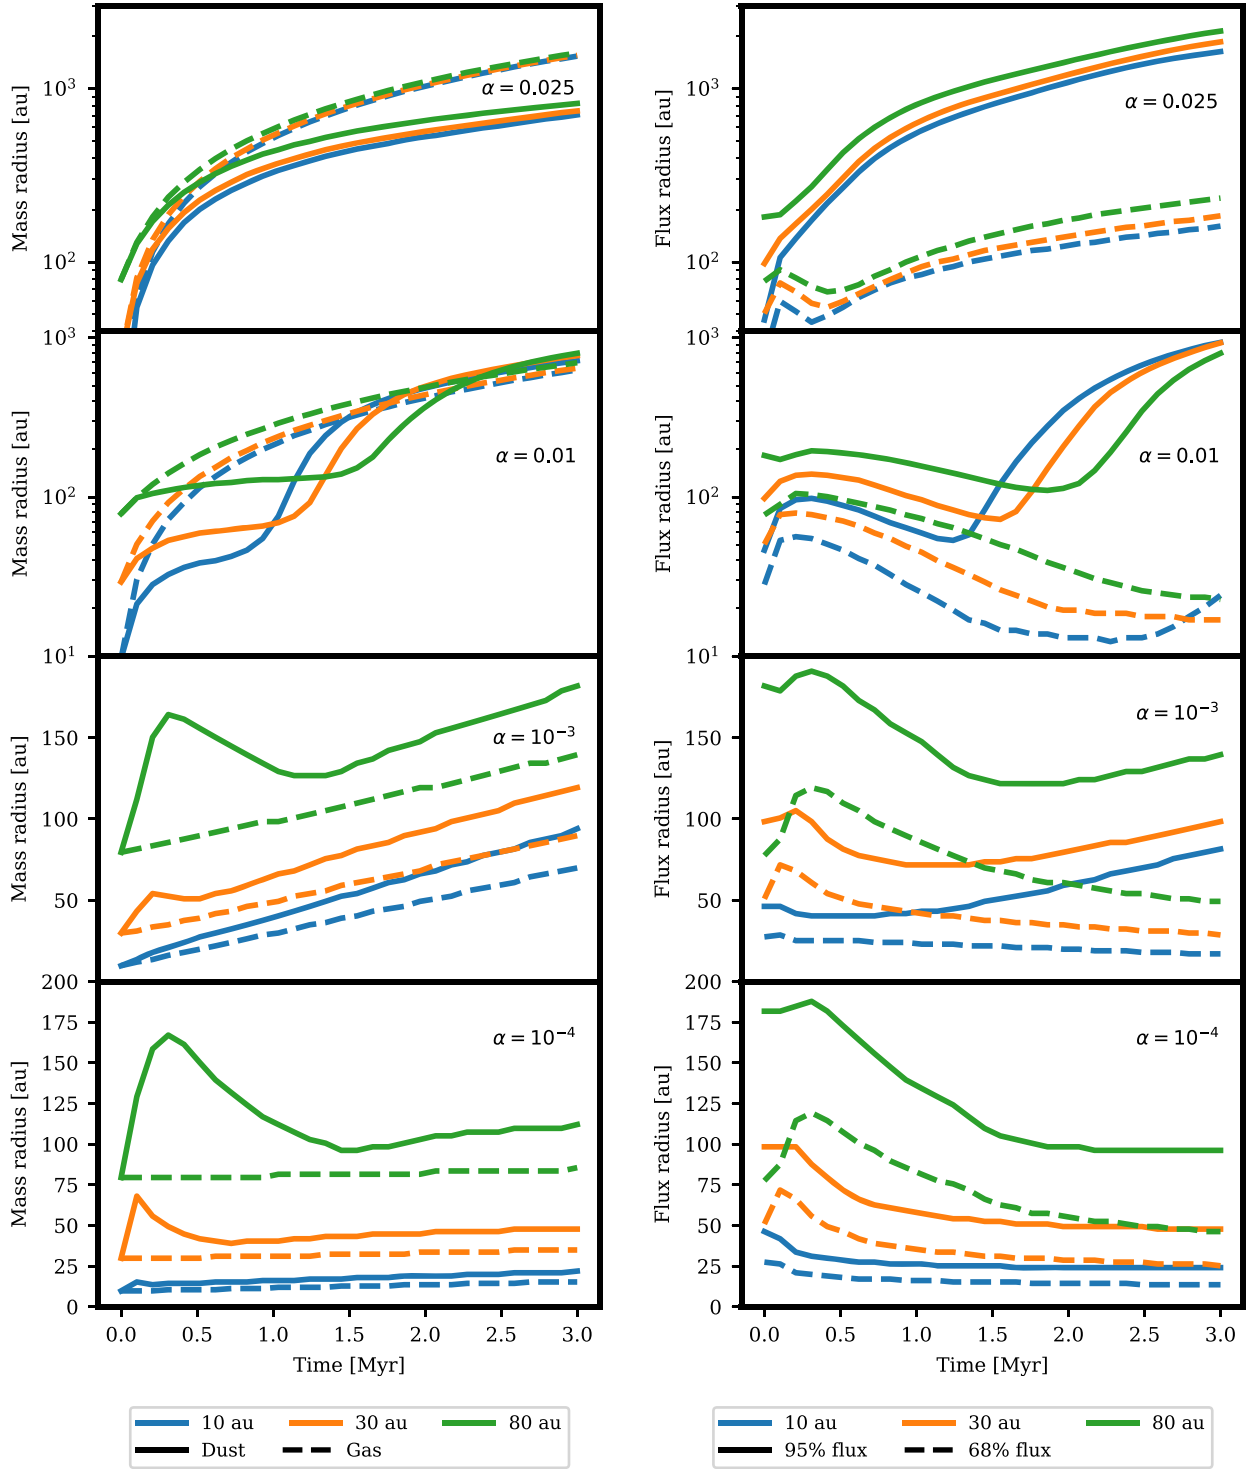 Mass radius [au]
10³
10²
α = 0.025
Flux radius [au]
10³
10²
α = 0.025
Mass radius [au]
10³
10²
10¹
α = 0.01
Flux radius [au]
10³
10²
10¹
α = 0.01
Mass radius [au]
150
100
50
α = 10⁻³
Flux radius [au]
150
100
50
α = 10⁻³
Mass radius [au]
200
175
150
125
100
75
50
25
0
α = 10⁻⁴
0.0 0.5 1.0 1.5 2.0 2.5 3.0
Time [Myr]
Flux radius [au]
200
175
150
125
100
75
50
25
0
α = 10⁻⁴
0.0 0.5 1.0 1.5 2.0 2.5 3.0
Time [Myr]
10 au 30 au 80 au
Dust Gas
10 au 30 au 80 au
95% flux 68% flux